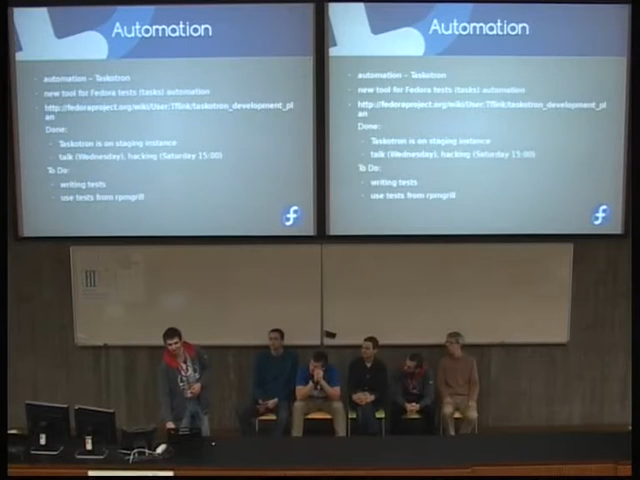 Automation
automation – Taskotron
new tool for Fedora tests (tasks) automation
http://fedoraproject.org/wiki/User:Tflink/taskotron_development_pl
an
Done:
Taskotron is on staging instance
talk (Wednesday), hacking (Saturday 15:00)
To Do:
writing tests
use tests from rpmgrill
Automation
automation – Taskotron
new tool for Fedora tests (tasks) automation
http://fedoraproject.org/wiki/User:Tflink/taskotron_development_pl
an
Done:
Taskotron is on staging instance
talk (Wednesday), hacking (Saturday 15:00)
To Do:
writing tests
use tests from rpmgrill